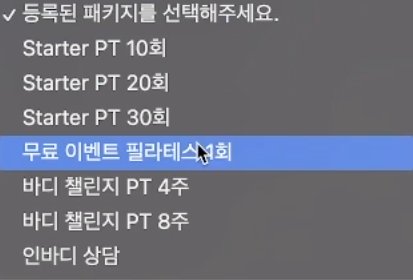 ✓ 등록된 패키지를 선택해주세요.
Starter PT 10회
Starter PT 20회
Starter PT 30회
무료 이벤트 필라테스 1회
바디 챌린지 PT 4주
바디 챌린지 PT 8주
인바디 상담